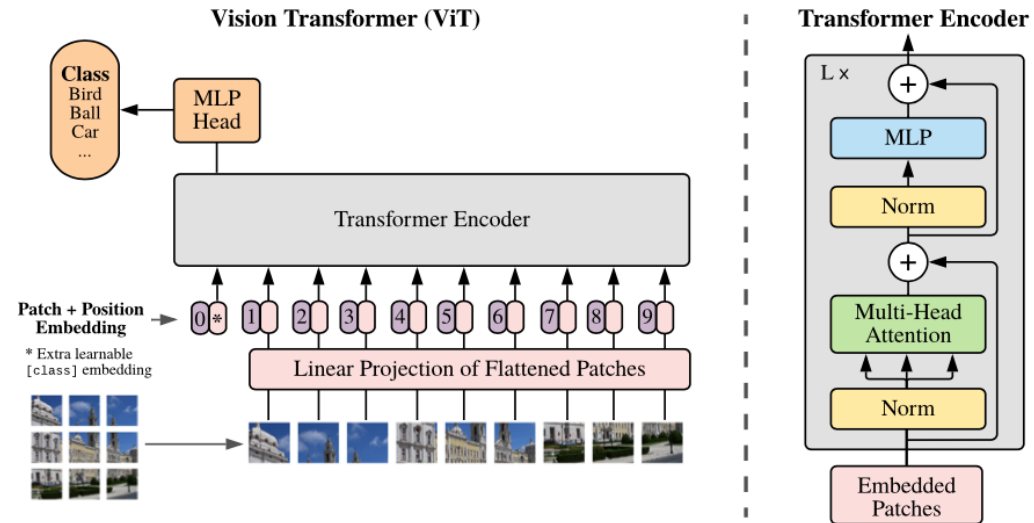 Vision Transformer (ViT)
Class
Bird
Ball
Car
...
MLP
Head
Transformer Encoder
Patch + Position
Embedding
0 * 1 2 3 4 5 6 7 8 9
* Extra learnable
[class] embedding
Linear Projection of Flattened Patches
Transformer Encoder
L ×
+
MLP
Norm
+
Multi-Head
Attention
Norm
Embedded
Patches